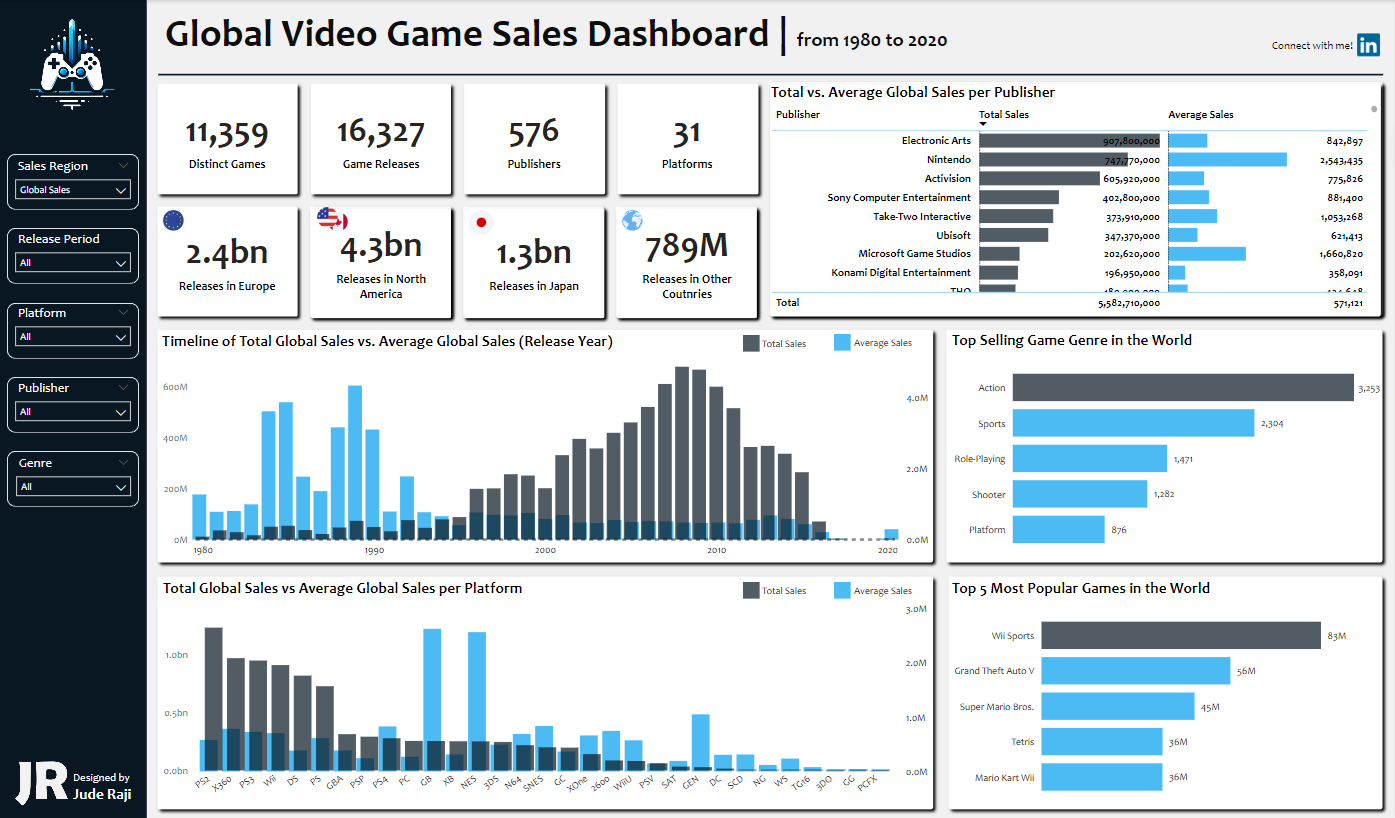 Global Video Game Sales Dashboard | from 1980 to 2020
Connect with me!
in
Sales Region
Global Sales
Release Period
All
Platform
All
Publisher
All
Genre
All
JR
Designed by
Jude Raji
11,359
Distinct Games
16,327
Game Releases
576
Publishers
31
Platforms
2.4bn
Releases in Europe
4.3bn
Releases in North
America
1.3bn
Releases in Japan
789M
Releases in Other
Coutnries
Total vs. Average Global Sales per Publisher
Publisher Total Sales Average Sales
Electronic Arts 907,800,000 842,897
Nintendo 747,770,000 2,543,435
Activision 605,920,000 775,826
Sony Computer Entertainment 402,800,000 881,400
Take-Two Interactive 373,910,000 1,053,268
Ubisoft 347,370,000 621,413
Microsoft Game Studios 202,620,000 1,660,820
Konami Digital Entertainment 196,950,000 358,091
THQ
Total 5,582,710,000 571,121
Timeline of Total Global Sales vs. Average Global Sales (Release Year)
Total Sales Average Sales
600M
400M
200M
0M
4.0M
2.0M
0.0M
1980 1990 2000 2010 2020
Top Selling Game Genre in the World
Action 3,253
Sports 2,304
Role-Playing 1,471
Shooter 1,282
Platform 876
Total Global Sales vs Average Global Sales per Platform
Total Sales Average Sales
1.0bn
0.5bn
0.0bn
3.0M
2.0M
1.0M
0.0M
PS2 X360 PS3 Wii DS PS GBA PSP PS4 PC GB XB NES 3DS N64 SNES GC XOne 2600 WiiU PSV SAT GEN DC SCD NG WS TG16 3DO GG PCFX
Top 5 Most Popular Games in the World
Wii Sports 83M
Grand Theft Auto V 56M
Super Mario Bros. 45M
Tetris 36M
Mario Kart Wii 36M